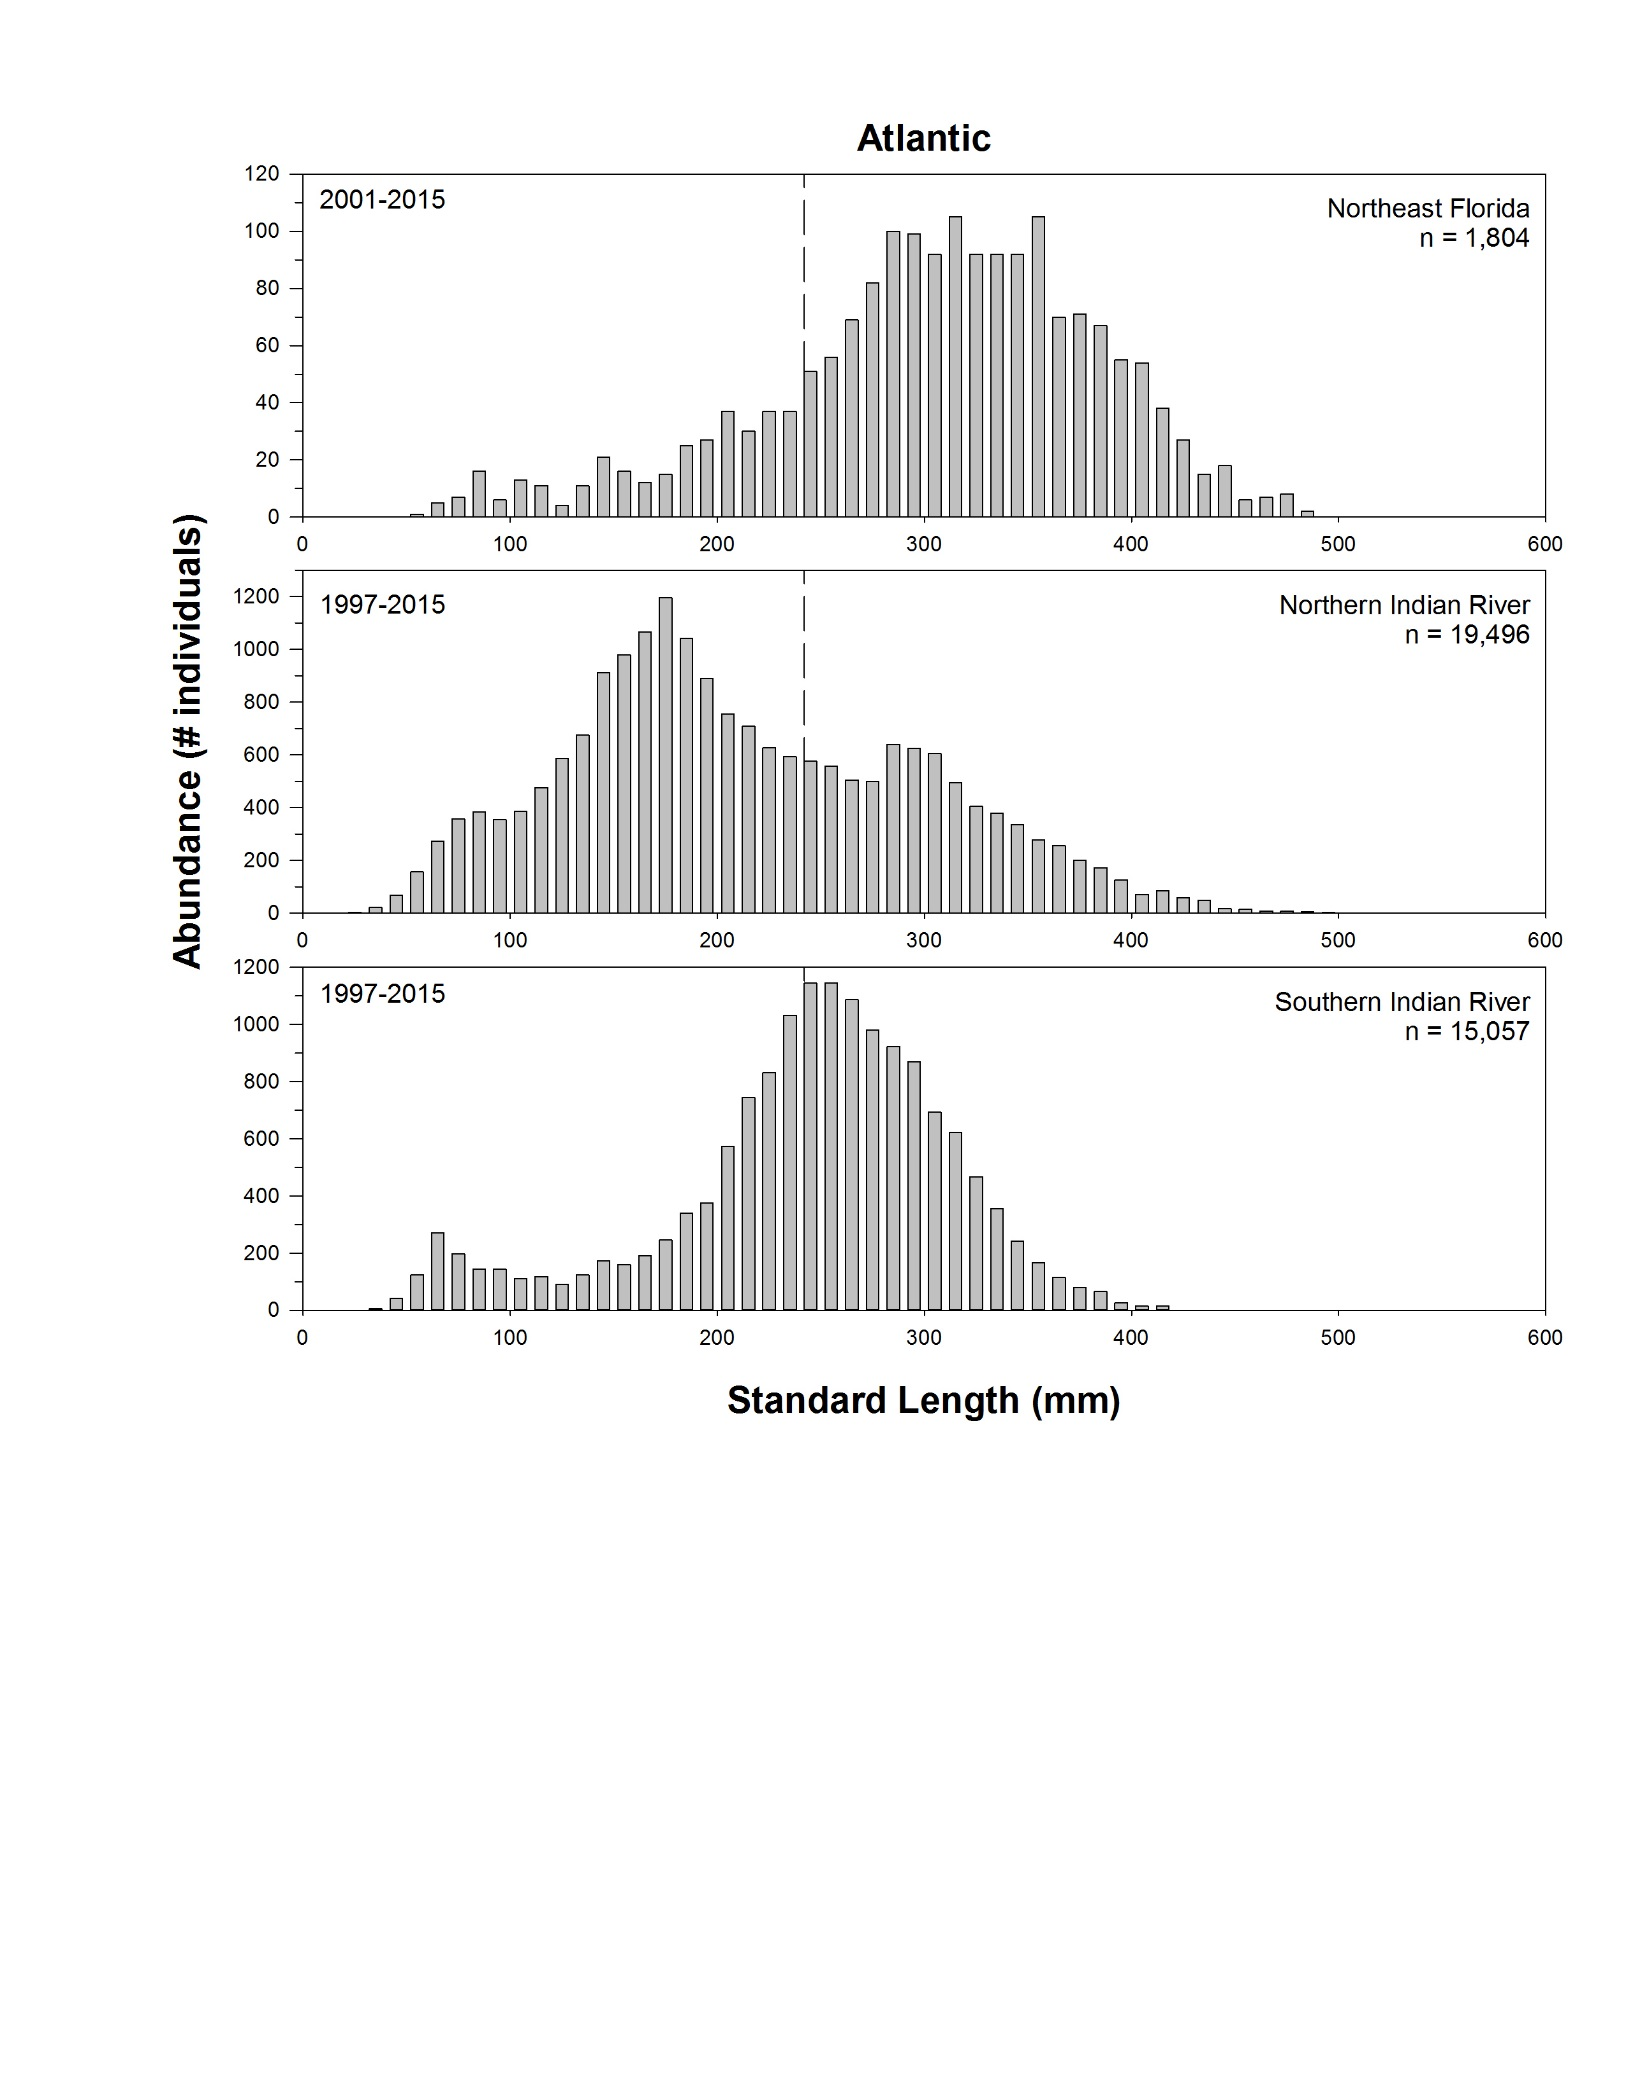 Atlantic
120
100
80
60
40
20
0
2001-2015
Northeast Florida
n = 1,804
0 100 200 300 400 500 600
1200
1000
800
600
400
200
0
1997-2015
Northern Indian River
n = 19,496
0 100 200 300 400 500 600
1200
1000
800
600
400
200
0
1997-2015
Southern Indian River
n = 15,057
0 100 200 300 400 500 600
Abundance (# individuals)
Standard Length (mm)